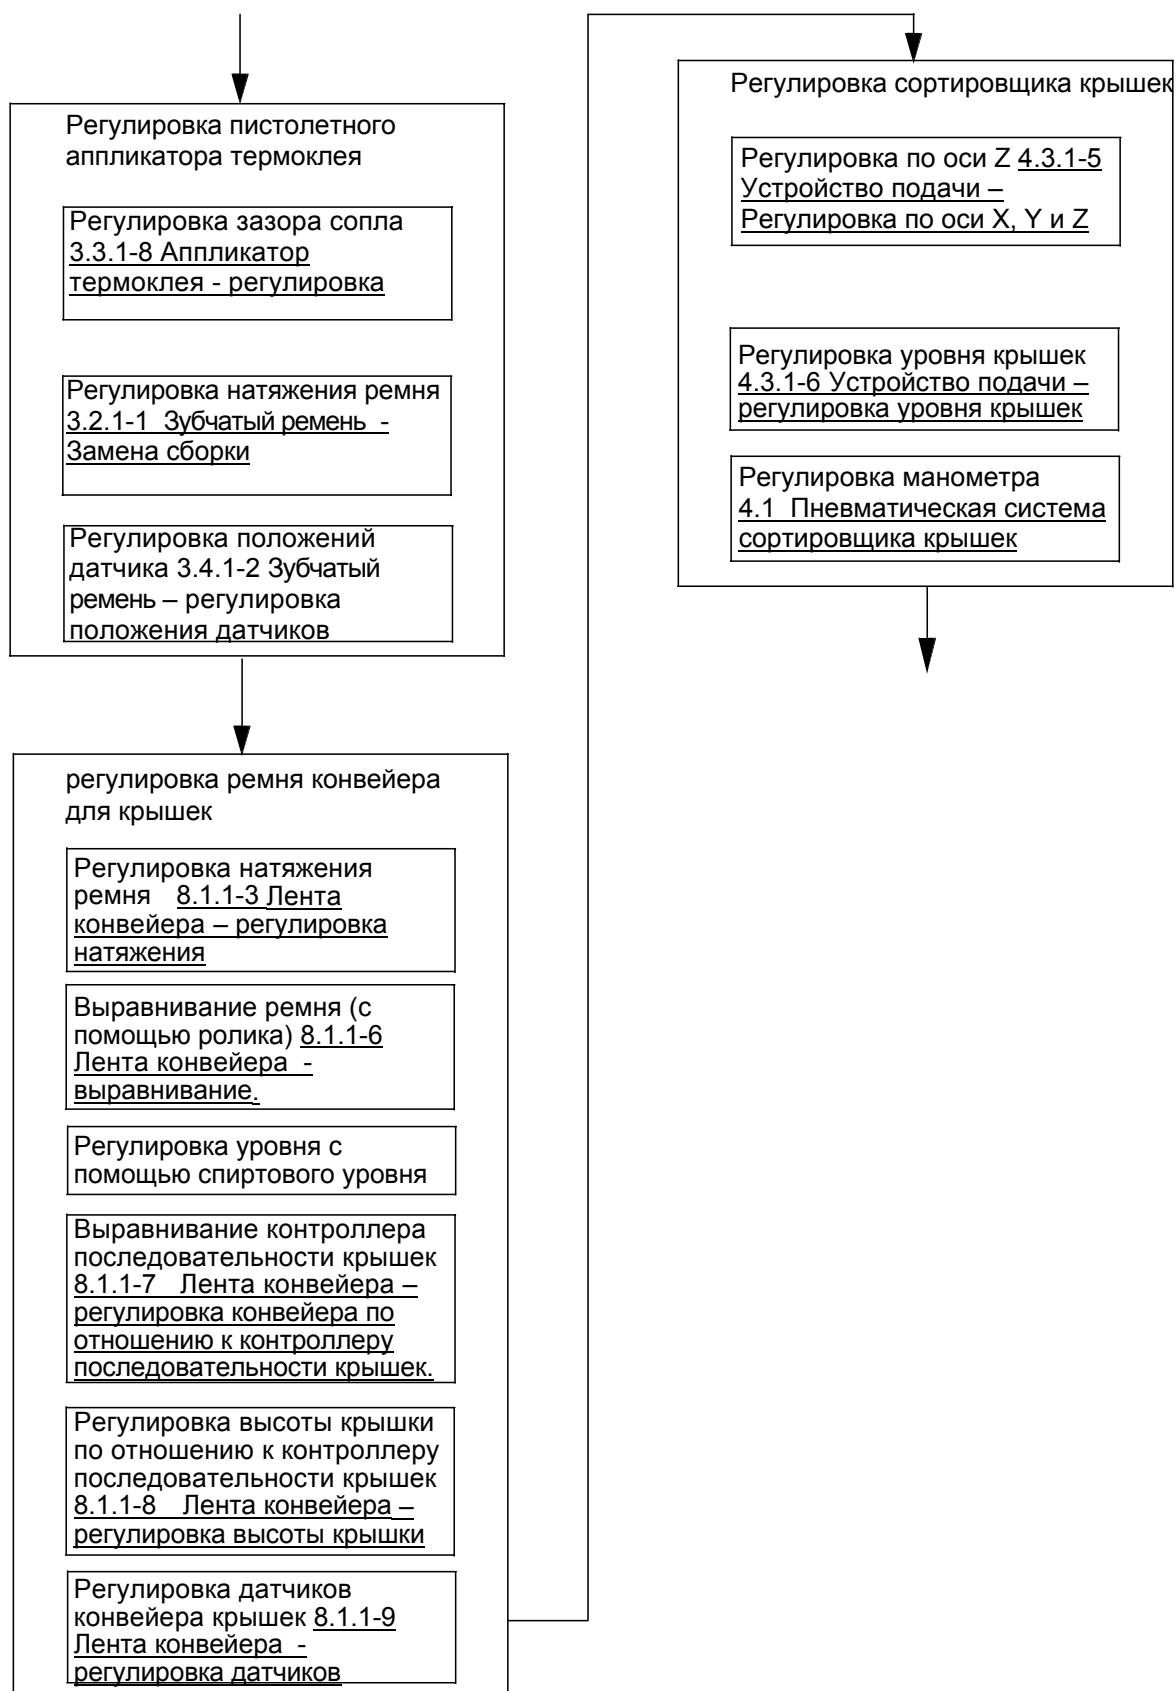 Регулировка пистолетного
аппликатора термоклея
Регулировка зазора сопла
3.3.1-8 Аппликатор
термоклея - регулировка
Регулировка натяжения ремня
3.2.1-1 Зубчатый ремень -
Замена сборки
Регулировка положений
датчика 3.4.1-2 Зубчатый
ремень – регулировка
положения датчиков
регулировка ремня конвейера
для крышек
Регулировка натяжения
ремня 8.1.1-3 Лента
конвейера – регулировка
натяжения
Выравнивание ремня (с
помощью ролика) 8.1.1-6
Лента конвейера -
выравнивание.
Регулировка уровня с
помощью спиртового уровня
Выравнивание контроллера
последовательности крышек
8.1.1-7 Лента конвейера –
регулировка конвейера по
отношению к контроллеру
последовательности крышек.
Регулировка высоты крышки
по отношению к контроллеру
последовательности крышек
8.1.1-8 Лента конвейера –
регулировка высоты крышки
Регулировка датчиков
конвейера крышек 8.1.1-9
Лента конвейера -
регулировка датчиков
Регулировка сортировщика крышек
Регулировка по оси Z 4.3.1-5
Устройство подачи –
Регулировка по оси X, Y и Z
Регулировка уровня крышек
4.3.1-6 Устройство подачи –
регулировка уровня крышек
Регулировка манометра
4.1 Пневматическая система
сортировщика крышек